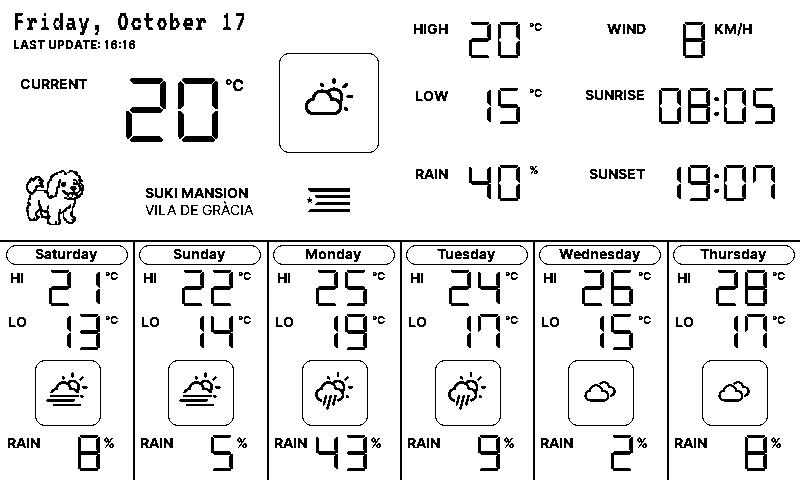 Friday, October 17
LAST UPDATE: 16:16
CURRENT 20 °C
HIGH 20 °C
WIND 8 KM/H
LOW 15 °C
SUNRISE 08:05
RAIN 40 %
SUNSET 19:07
SUKI MANSION
VILA DE GRÀCIA
Saturday
HI 21 °C
LO 13 °C
RAIN 8 %
Sunday
HI 22 °C
LO 14 °C
RAIN 5 %
Monday
HI 25 °C
LO 19 °C
RAIN 43 %
Tuesday
HI 24 °C
LO 17 °C
RAIN 9 %
Wednesday
HI 26 °C
LO 15 °C
RAIN 2 %
Thursday
HI 28 °C
LO 17 °C
RAIN 8 %